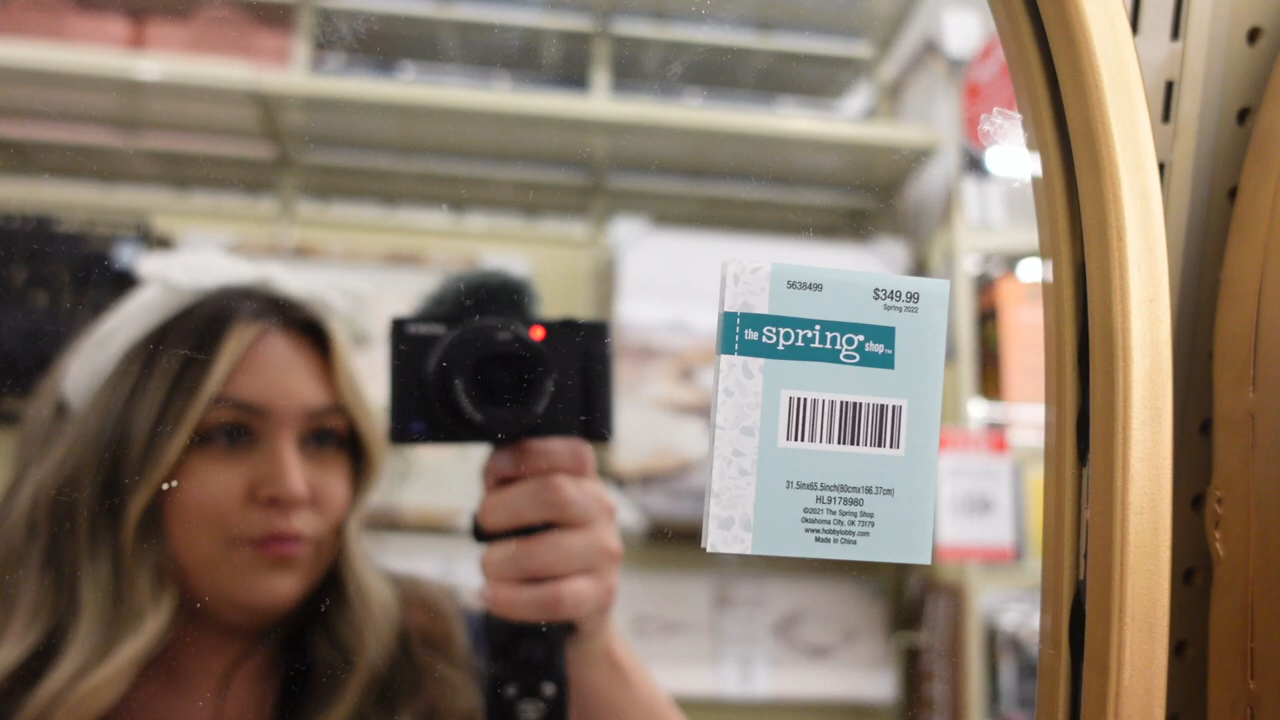 5638499
$349.99
Spring 2022
the spring shop™
31.5inx65.5inch(80cmx166.37cm)
HL9178980
©2021 The Spring Shop
Oklahoma City, OK 73179
www.hobbylobby.com
Made in China